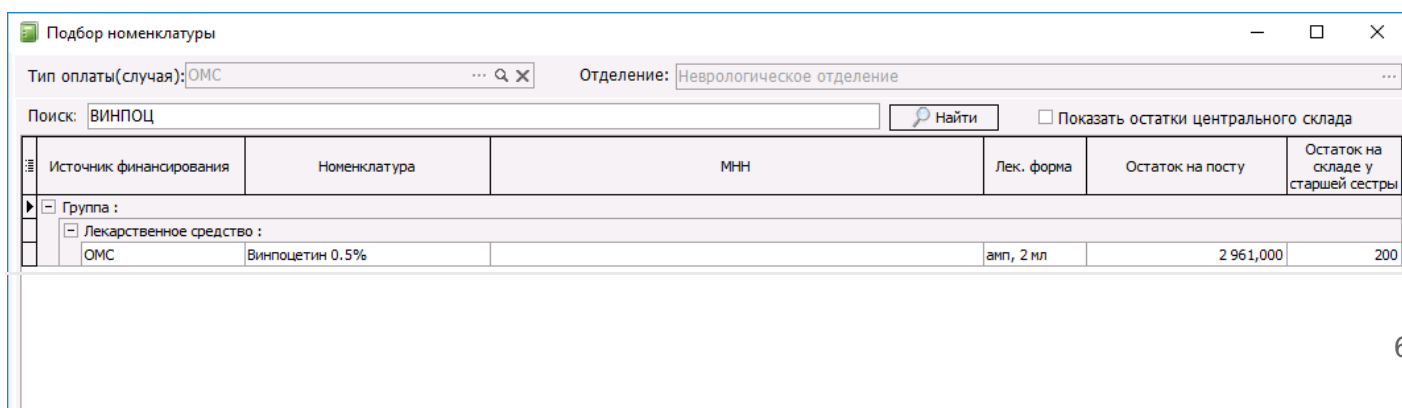 Подбор номенклатуры
Тип оплаты(случая): ОМС ... Отделение: Неврологическое отделение ...
Поиск: ВИНПОЦ Найти Показать остатки центрального склада
Источник финансирования Номенклатура МНН Лек. форма Остаток на посту Остаток на складе у старшей сестры
Группа :
Лекарственное средство :
ОМС Винпоцетин 0.5% амп, 2 мл 2 961,000 200